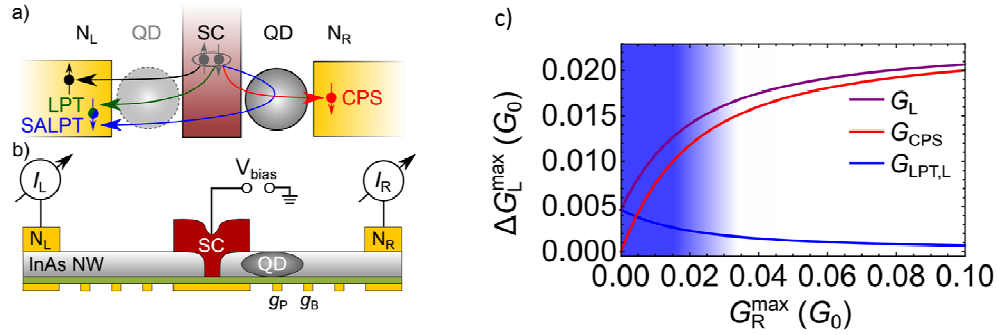 a)
N_L QD SC QD N_R
LPT
SALPT
CPS
b)
I_L
V_bias
I_R
N_L
SC
N_R
InAs NW
QD
g_P g_B
c)
ΔG_L^max (G_0)
0.020
0.015
0.010
0.005
0.000
G_L
G_CPS
G_LPT,L
0.00 0.02 0.04 0.06 0.08 0.10
G_R^max (G_0)